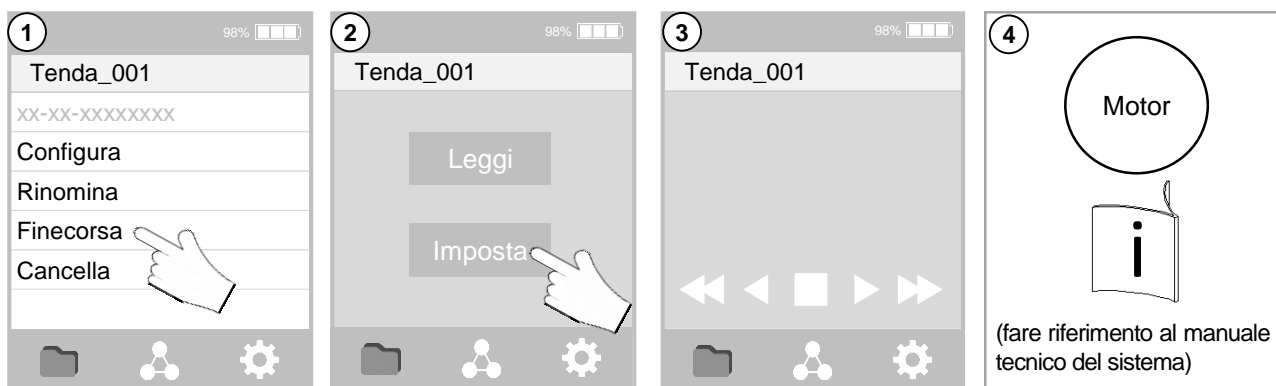 1
98%
Tenda_001
xx-xx-xxxxxxxx
Configura
Rinomina
Finecorsa
Cancella
2
98%
Tenda_001
Leggi
Imposta
3
98%
Tenda_001
4
Motor
i
(fare riferimento al manuale
tecnico del sistema)